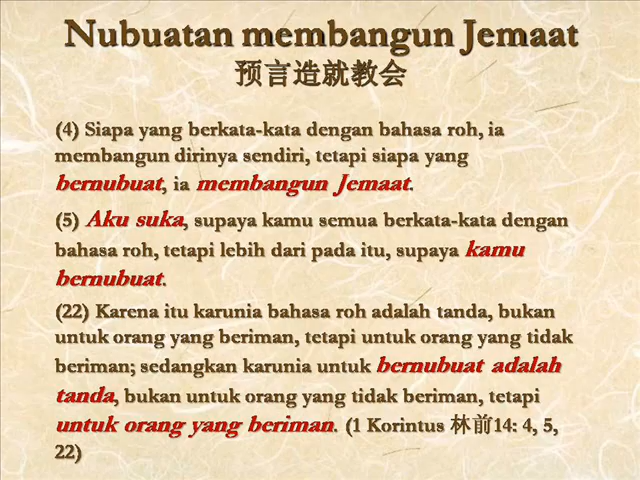 Nubuatan membangun Jemaat
预言造就教会
(4) Siapa yang berkata-kata dengan bahasa roh, ia
membangun dirinya sendiri, tetapi siapa yang
bernubuat, ia membangun Jemaat.
(5) Aku suka, supaya kamu semua berkata-kata dengan
bahasa roh, tetapi lebih dari pada itu, supaya kamu
bernubuat.
(22) Karena itu karunia bahasa roh adalah tanda, bukan
untuk orang yang beriman, tetapi untuk orang yang tidak
beriman; sedangkan karunia untuk bernubuat adalah
tanda, bukan untuk orang yang tidak beriman, tetapi
untuk orang yang beriman. (1 Korintus 林前14: 4, 5,
22)